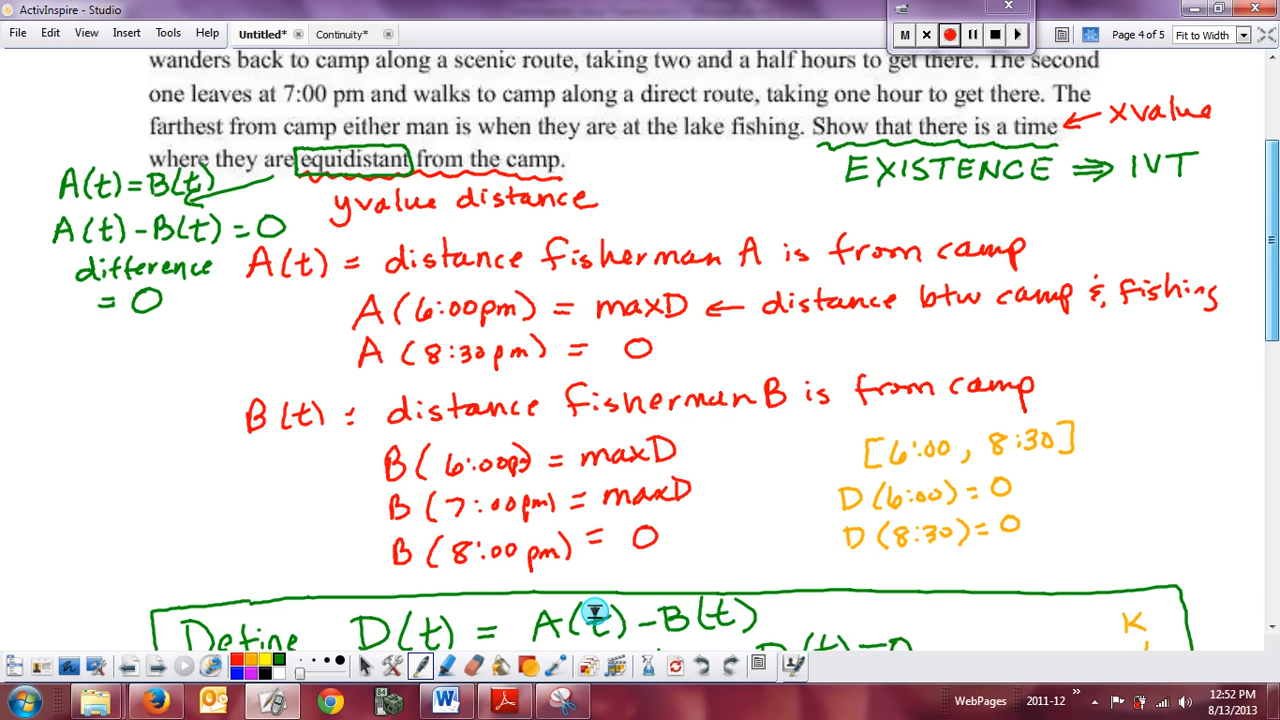 ActivInspire - Studio
File Edit View Insert Tools Help
Untitled* Continuity*
Page 4 of 5 Fit to Width
wanders back to camp along a scenic route, taking two and a half hours to get there. The second
one leaves at 7:00 pm and walks to camp along a direct route, taking one hour to get there. The
farthest from camp either man is when they are at the lake fishing. Show that there is a time
← xvalue
where they are equidistant from the camp.
EXISTENCE ⇒ IVT
A(t)=B(t)
yvalue distance
A(t)-B(t)=0
difference
= 0
A(t) = distance fisherman A is from camp
A(6:00pm) = maxD ← distance btw camp & fishing
A(8:30pm) = 0
B(t) = distance fisherman B is from camp
B(6:00pm) = maxD
B(7:00pm) = maxD
B(8:00pm) = 0
[6:00, 8:30]
D(6:00) = 0
D(8:30) = 0
Define D(t) = A(t) - B(t)
D(t)=0
K
WebPages 2011-12
12:52 PM
8/13/2013